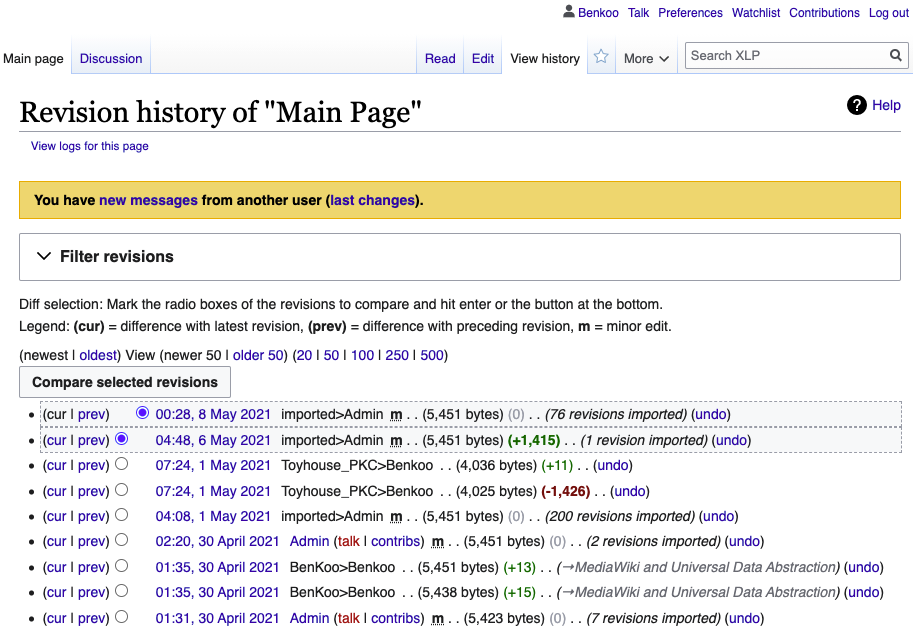 Benkoo Talk Preferences Watchlist Contributions Log out
Main page Discussion Read Edit View history More Search XLP
Revision history of "Main Page"
? Help
View logs for this page
You have new messages from another user (last changes).
Filter revisions
Diff selection: Mark the radio boxes of the revisions to compare and hit enter or the button at the bottom.
Legend: (cur) = difference with latest revision, (prev) = difference with preceding revision, m = minor edit.
(newest | oldest) View (newer 50 | older 50) (20 | 50 | 100 | 250 | 500)
Compare selected revisions
• (cur | prev) 00:28, 8 May 2021 imported>Admin m . . (5,451 bytes) (0) . . (76 revisions imported) (undo)
• (cur | prev) 04:48, 6 May 2021 imported>Admin m . . (5,451 bytes) (+1,415) . . (1 revision imported) (undo)
• (cur | prev) 07:24, 1 May 2021 Toyhouse_PKC>Benkoo . . (4,036 bytes) (+11) . . (undo)
• (cur | prev) 07:24, 1 May 2021 Toyhouse_PKC>Benkoo . . (4,025 bytes) (-1,426) . . (undo)
• (cur | prev) 04:08, 1 May 2021 imported>Admin m . . (5,451 bytes) (0) . . (200 revisions imported) (undo)
• (cur | prev) 02:20, 30 April 2021 Admin (talk | contribs) m . . (5,451 bytes) (0) . . (2 revisions imported) (undo)
• (cur | prev) 01:35, 30 April 2021 BenKoo>Benkoo . . (5,451 bytes) (+13) . . (→MediaWiki and Universal Data Abstraction) (undo)
• (cur | prev) 01:35, 30 April 2021 BenKoo>Benkoo . . (5,438 bytes) (+15) . . (→MediaWiki and Universal Data Abstraction) (undo)
• (cur | prev) 01:31, 30 April 2021 Admin (talk | contribs) m . . (5,423 bytes) (0) . . (7 revisions imported) (undo)